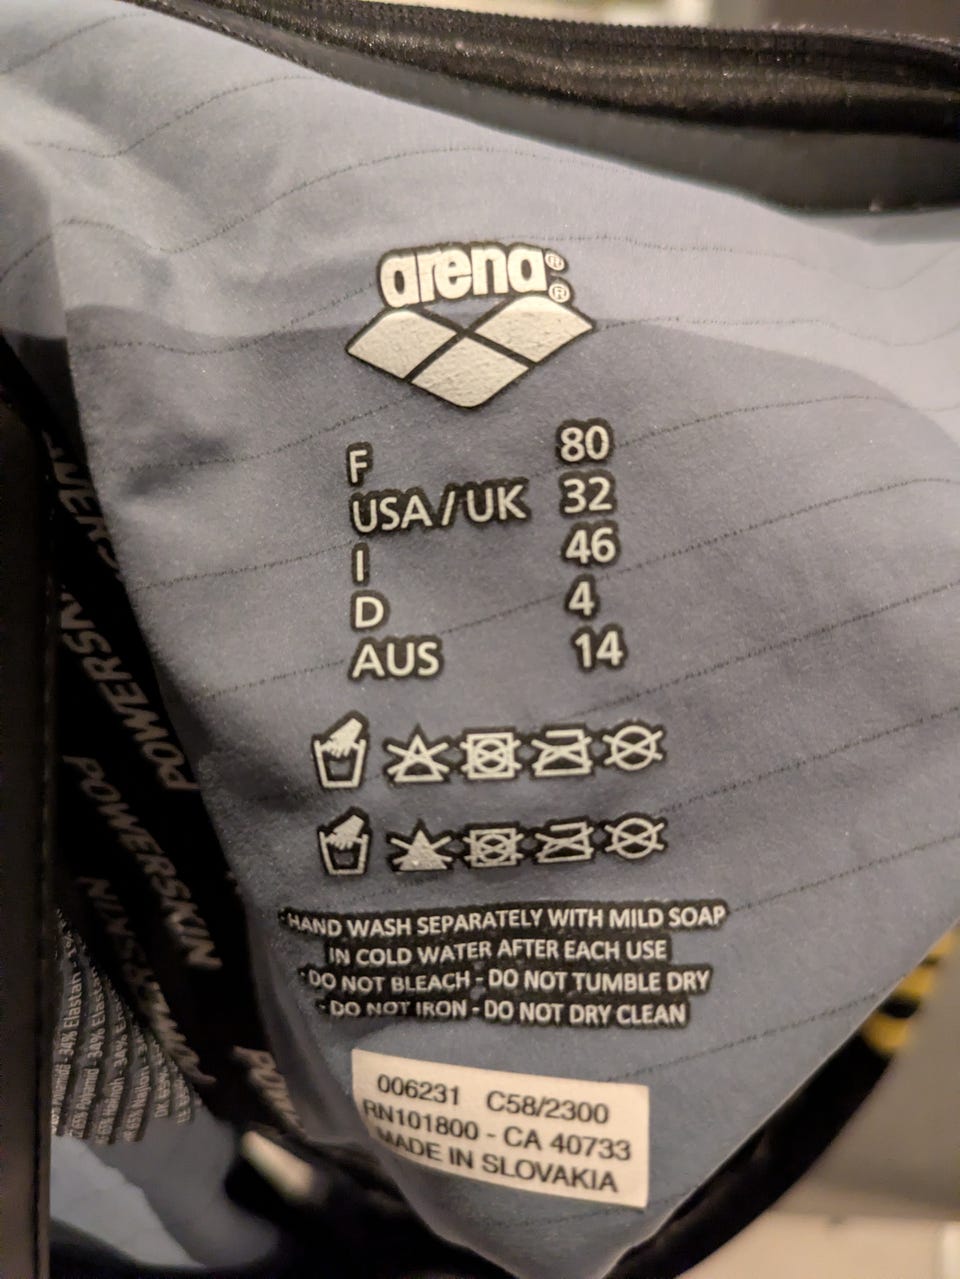 arena®
®
F 80
USA/UK 32
I 46
D 4
AUS 14
·HAND WASH SEPARATELY WITH MILD SOAP
IN COLD WATER AFTER EACH USE
·DO NOT BLEACH - DO NOT TUMBLE DRY
·DO NOT IRON - DO NOT DRY CLEAN
006231 C58/2300
RN101800 - CA 40733
MADE IN SLOVAKIA
POWERSKIN
POWERSKIN
34% Elastan